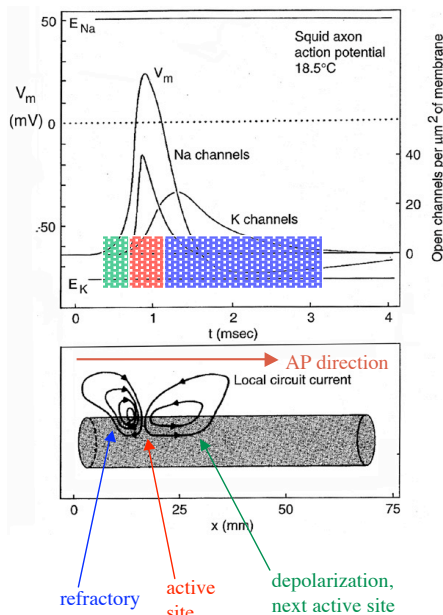 50
E Na
Squid axon
action potential
18.5°C
Vm
Vm
(mV)
0
Na channels
40
K channels
20
-50
0
E K
Open channels per µm² of membrane
0 1 2 3 4
t (msec)
AP direction
Local circuit current
0 25 50 75
x (mm)
refractory
active
site
depolarization,
next active site